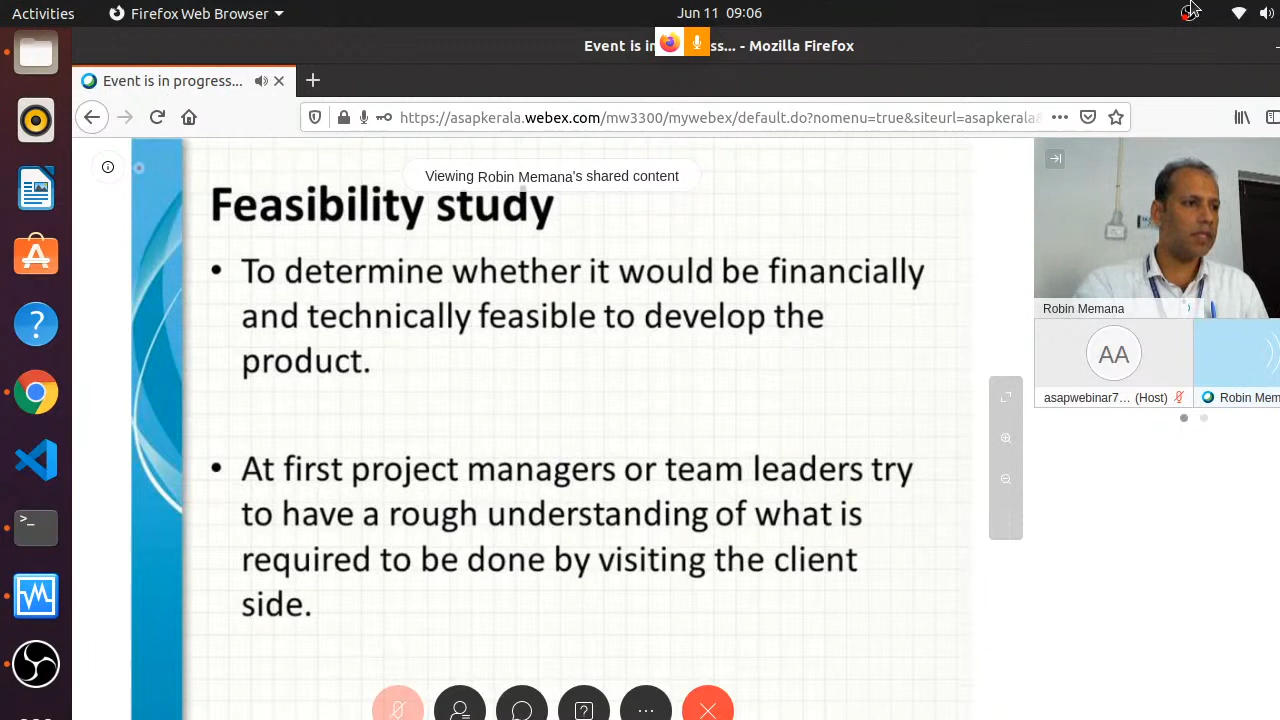 Activities
Firefox Web Browser
Jun 11 09:06
Event is in
ss... - Mozilla Firefox
Event is in progress...
https://asapkerala.webex.com/mw3300/mywebex/default.do?nomenu=true&siteurl=asapkerala&
Viewing Robin Memana's shared content
Feasibility study
• To determine whether it would be financially
and technically feasible to develop the
product.
• At first project managers or team leaders try
to have a rough understanding of what is
required to be done by visiting the client
side.
Robin Memana
AA
asapwebinar7... (Host)
Robin Mem